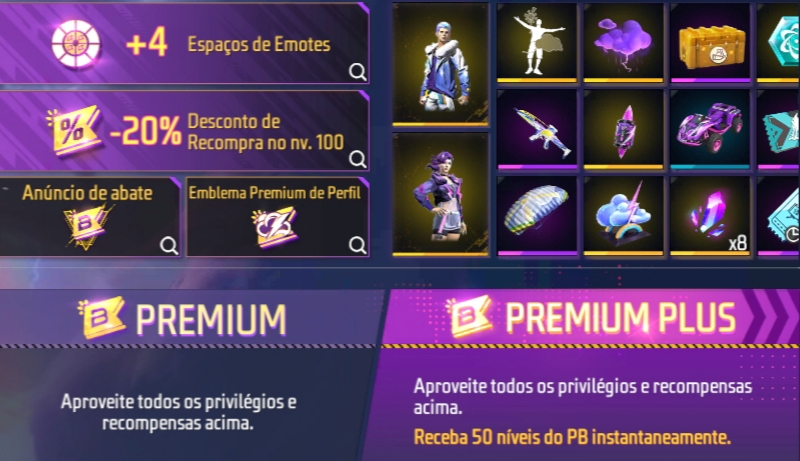 +4 Espaços de Emotes
-20% Desconto de
Recompra no nv. 100
Anúncio de abate
Emblema Premium de Perfil
x8
PREMIUM
Aproveite todos os privilégios e
recompensas acima.
PREMIUM PLUS
Aproveite todos os privilégios e recompensas
acima.
Receba 50 níveis do PB instantaneamente.